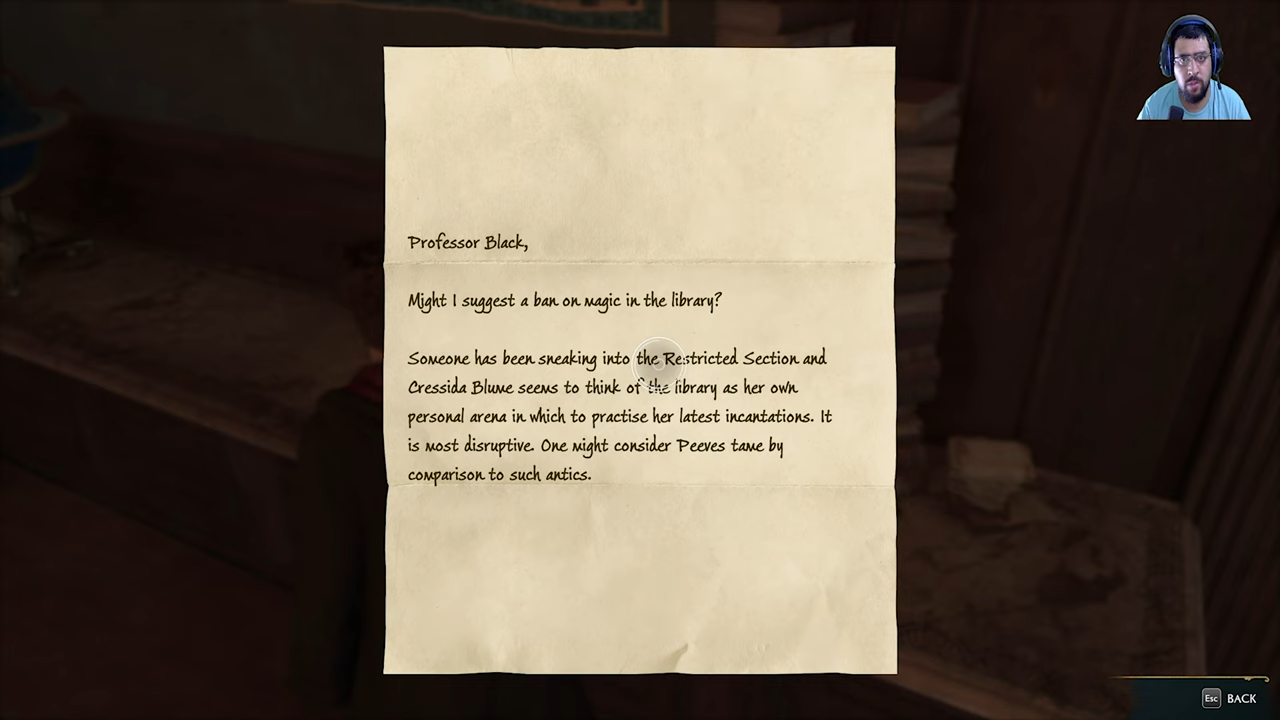 Professor Black,
Might I suggest a ban on magic in the library?
Someone has been sneaking into the Restricted Section and
Cressida Blume seems to think of the library as her own
personal arena in which to practise her latest incantations. It
is most disruptive. One might consider Peeves tame by
comparison to such antics.
Esc BACK